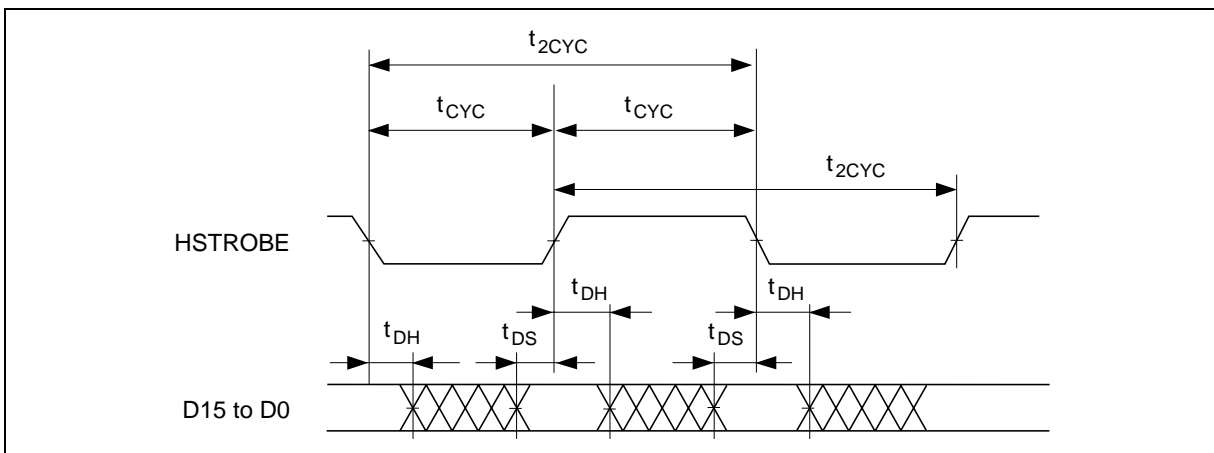 t2CYC
tCYC tCYC
t2CYC
HSTROBE
tDH tDH
tDH tDS tDS
D15 to D0